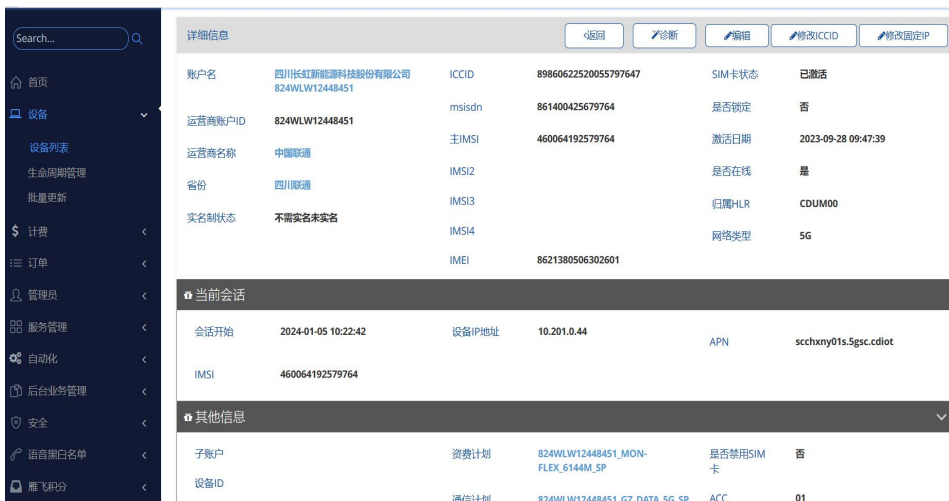 Search...
首页
设备
设备列表
生命周期管理
批量更新
计费
订单
管理员
服务管理
自动化
后台业务管理
安全
语音黑白名单
雁飞积分
详细信息
返回
诊断
编辑
修改ICCID
修改固定IP
账户名
四川长虹新能源科技股份有限公司
824WLW12448451
运营商账户ID
824WLW12448451
运营商名称
中国联通
省份
四川联通
实名制状态
不需实名未实名
ICCID
89860622520055797647
msisdn
861400425679764
主IMSI
460064192579764
IMSI2
IMSI3
IMSI4
IMEI
8621380506302601
SIM卡状态
已激活
是否锁定
否
激活日期
2023-09-28 09:47:39
是否在线
是
归属HLR
CDUM00
网络类型
5G
当前会话
会话开始
2024-01-05 10:22:42
设备IP地址
10.201.0.44
APN
scchxny01s.5gsc.cdiot
IMSI
460064192579764
其他信息
子账户
设备ID
资费计划
824WLW12448451_MON-
FLEX_6144M_SP
通信计划
824WLW12448451_GZ_DATA_5G_SP
是否禁用SIM
卡
否
ACC
01